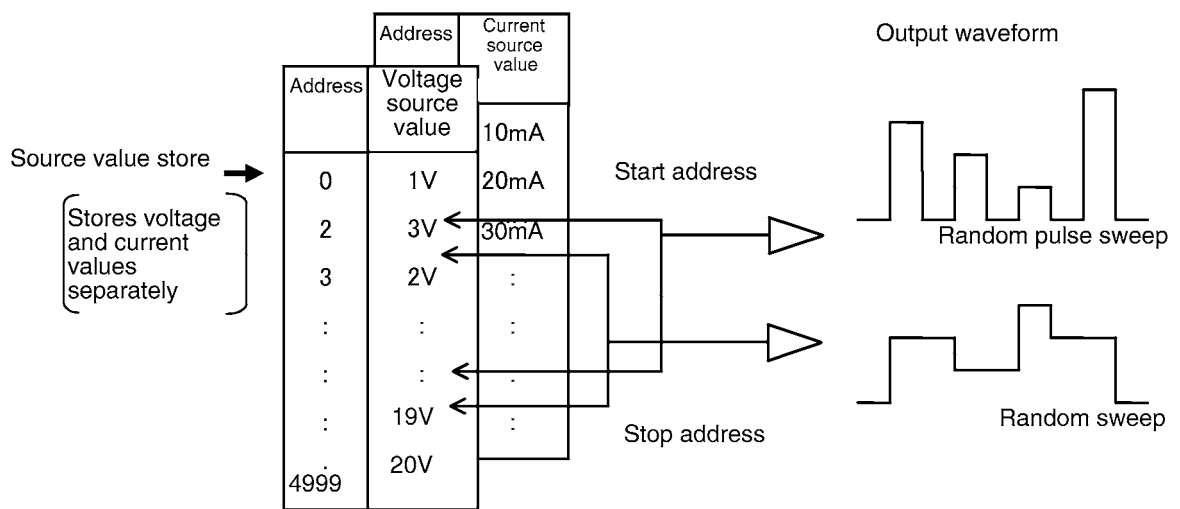 Address
Current
source
value
Output waveform
Address
Voltage
source
value
10mA
Source value store
0
1V
20mA
Start address
Stores voltage
and current
values
separately
2
3V
30mA
Random pulse sweep
3
2V
:
:
:
:
:
:
.
:
19V
:
Random sweep
Stop address
.
20V
4999